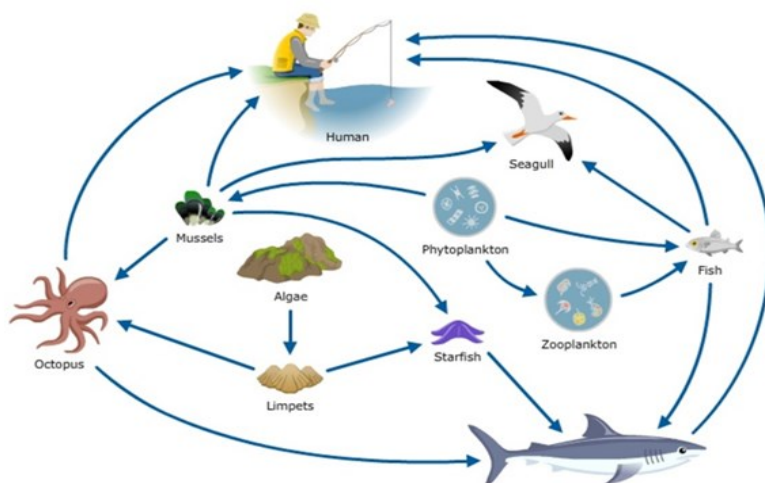 Human
Seagull
Mussels
Phytoplankton
Algae
Fish
Octopus
Starfish
Zooplankton
Limpets